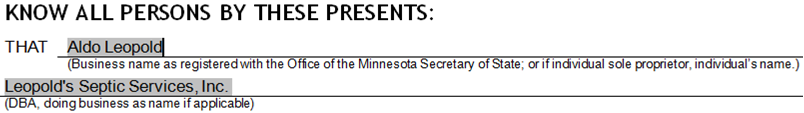 KNOW ALL PERSONS BY THESE PRESENTS:
THAT Aldo Leopold
(Business name as registered with the Office of the Minnesota Secretary of State; or if individual sole proprietor, individual's name.)
Leopold's Septic Services, Inc.
(DBA, doing business as name if applicable)